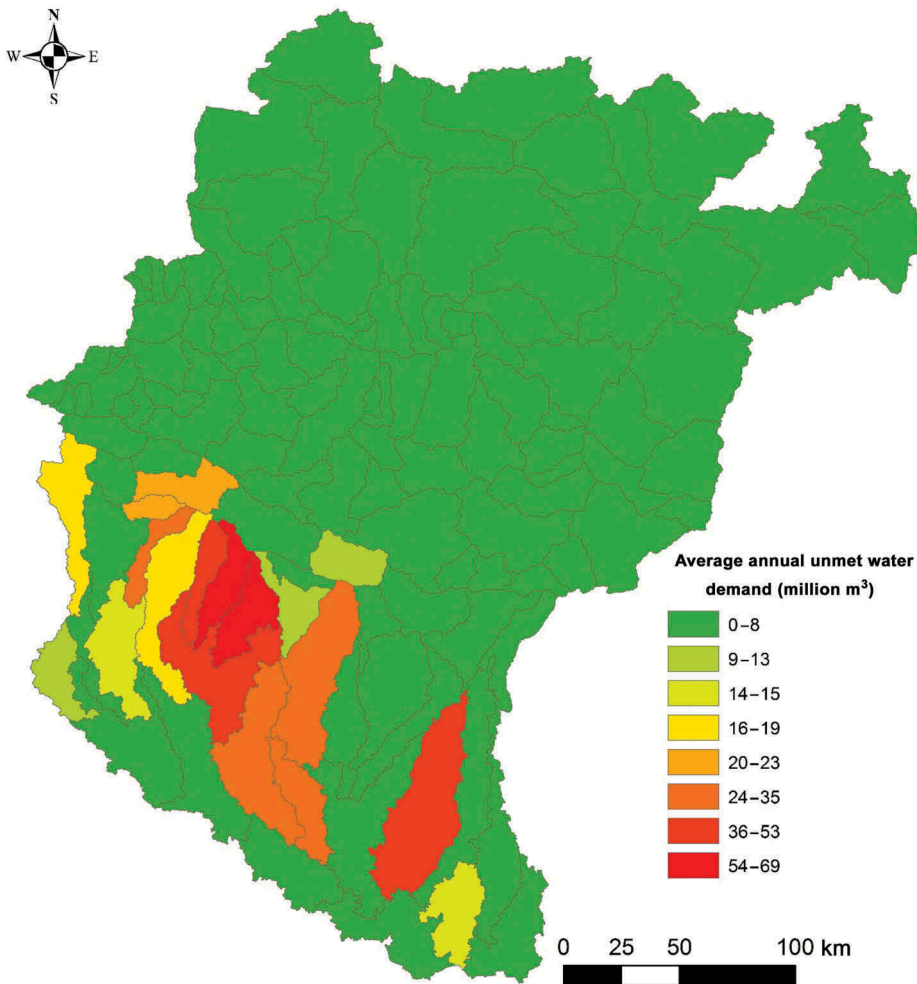 N
W E
S
Average annual unmet water
demand (million m³)
0–8
9–13
14–15
16–19
20–23
24–35
36–53
54–69
0 25 50 100 km